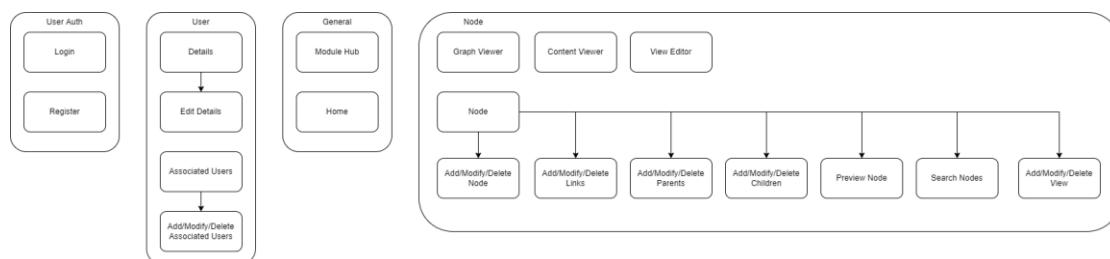 User Auth
Login
Register
User
Details
Edit Details
Associated Users
Add/Modify/Delete
Associated Users
General
Module Hub
Home
Node
Graph Viewer
Content Viewer
View Editor
Node
Add/Modify/Delete
Node
Add/Modify/Delete
Links
Add/Modify/Delete
Parents
Add/Modify/Delete
Children
Preview Node
Search Nodes
Add/Modify/Delete
View